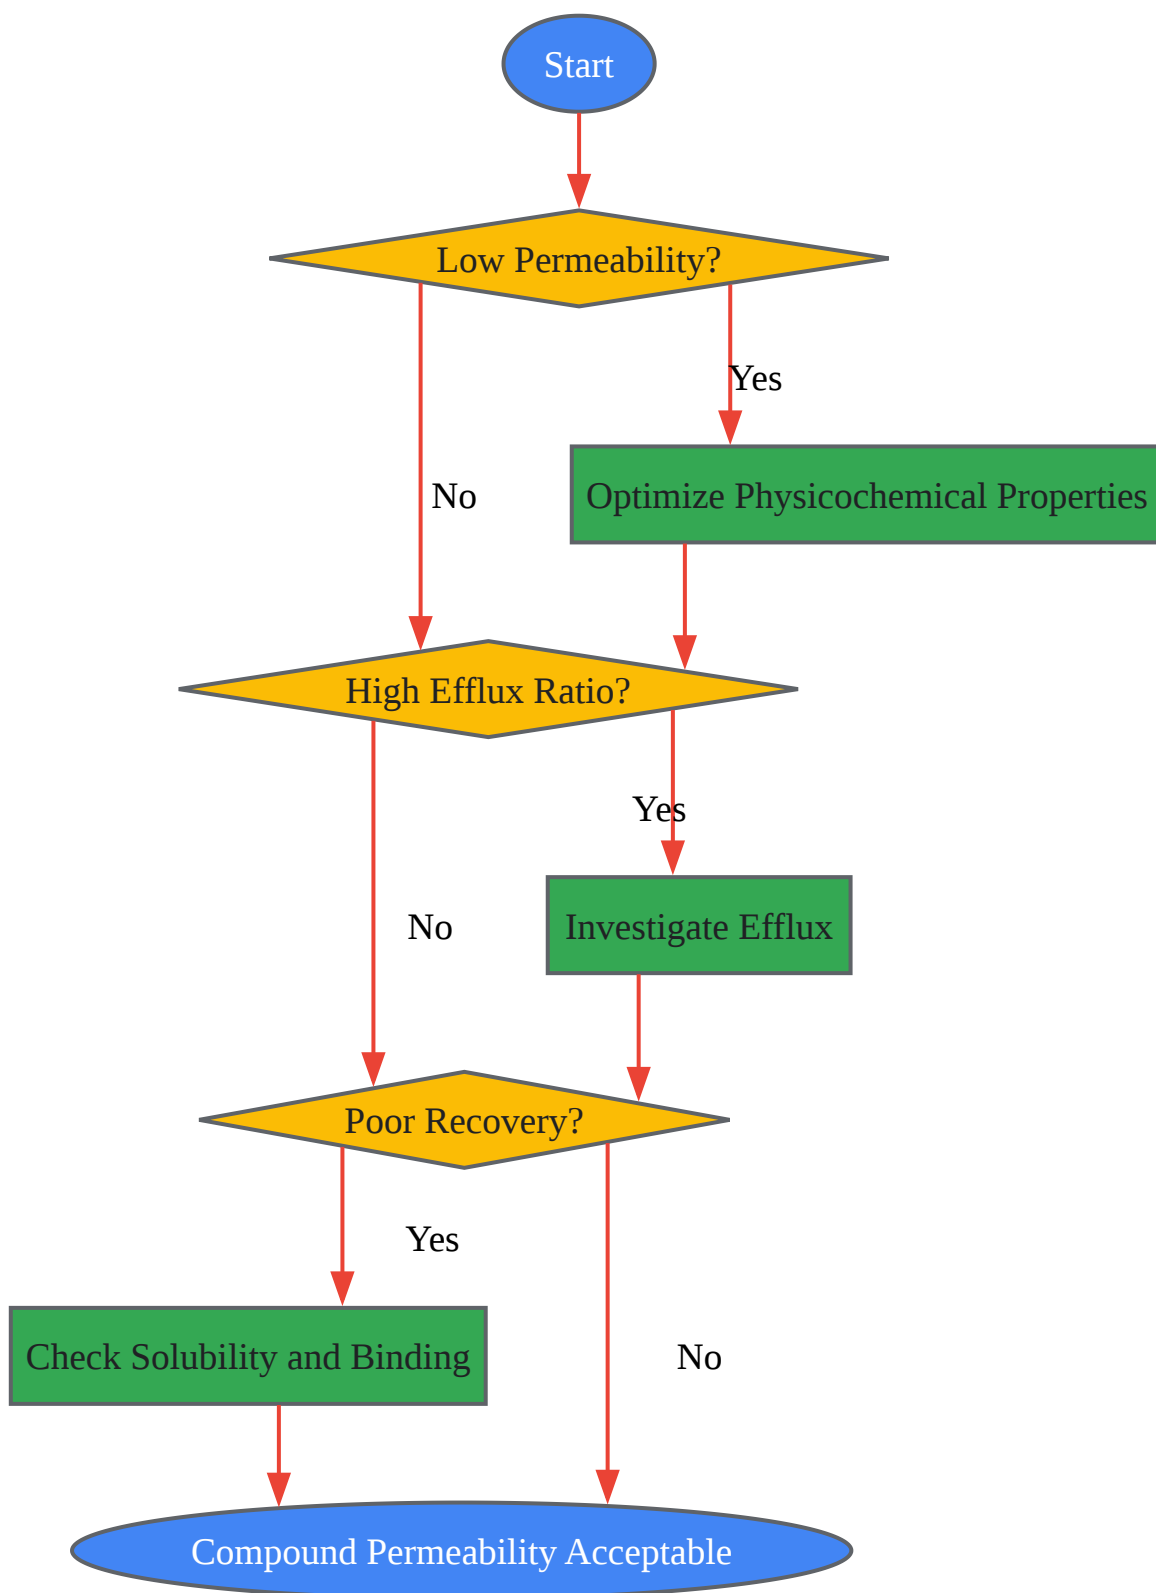 Start
Low Permeability?
Yes
Optimize Physicochemical Properties
No
High Efflux Ratio?
Yes
Investigate Efflux
No
Poor Recovery?
Yes
Check Solubility and Binding
No
Compound Permeability Acceptable